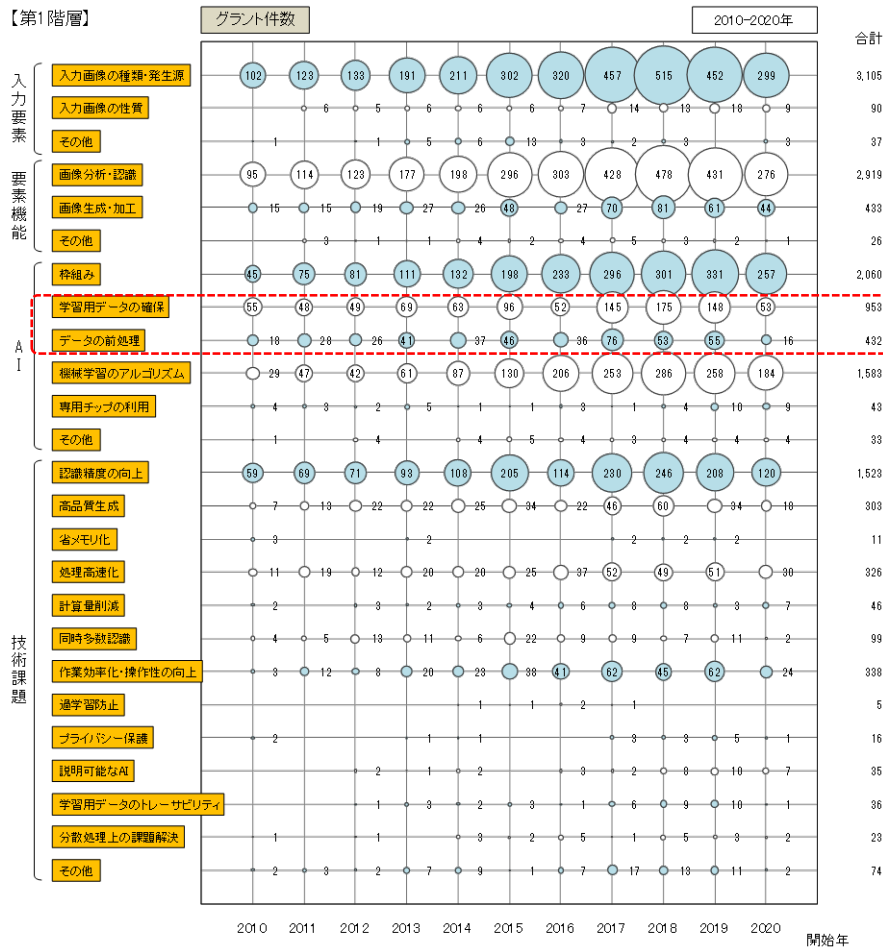 【第1階層】 グラント件数 2010-2020年
合計
入力要素
入力画像の種類・発生源 102 123 133 191 211 302 320 457 515 452 299 3,105
入力画像の性質 6 5 6 6 6 7 14 13 18 9 90
その他 1 1 5 6 13 3 2 3 3 37
要素機能
画像分析・認識 95 114 123 177 198 296 303 428 478 431 276 2,919
画像生成・加工 15 15 19 27 26 48 27 70 81 61 44 433
その他 3 1 1 4 2 4 5 3 2 1 26
AI
枠組み 45 75 81 111 132 198 233 296 301 331 257 2,060
学習用データの確保 55 48 49 69 63 96 52 145 175 148 53 953
データの前処理 18 28 26 41 37 46 36 76 53 55 16 432
機械学習のアルゴリズム 29 47 42 61 87 130 206 253 286 258 184 1,583
専用チップの利用 4 3 2 5 1 1 3 1 4 10 9 43
その他 1 4 4 5 4 3 4 4 4 33
技術課題
認識精度の向上 59 69 71 93 108 205 114 230 246 208 120 1,523
高品質生成 7 13 22 22 25 34 22 46 60 34 18 303
省メモリ化 3 2 2 2 2 11
処理高速化 11 19 12 20 20 25 37 52 49 51 30 326
計算量削減 2 3 2 3 4 6 8 8 3 7 46
同時多数認識 4 5 13 11 6 22 9 9 7 11 2 99
作業効率化・操作性の向上 3 12 8 20 23 38 41 62 45 62 24 338
過学習防止 1 1 2 1 5
プライバシー保護 2 1 1 3 3 5 1 16
説明可能なAI 2 1 2 3 2 8 10 7 35
学習用データのトレーサビリティ 1 3 2 3 1 6 9 10 1 36
分散処理上の課題解決 1 1 3 2 5 1 5 3 2 23
その他 2 3 2 7 9 1 7 17 13 11 2 74
2010 2011 2012 2013 2014 2015 2016 2017 2018 2019 2020
開始年